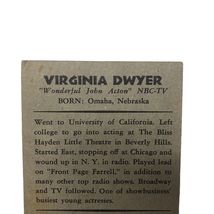 VIRGINIA DWYER
"Wonderful John Acton" NBC-TV
BORN: Omaha, Nebraska
Went to University of California. Left
college to go into acting at The Bliss
Hayden Little Theatre in Beverly Hills.
Started East, stopping off at Chicago and
wound up in N. Y. in radio. Played lead
on "Front Page Farrell," in addition to
many other top radio shows. Broadway
and TV followed. One of showbusiness'
busiest young actresses.